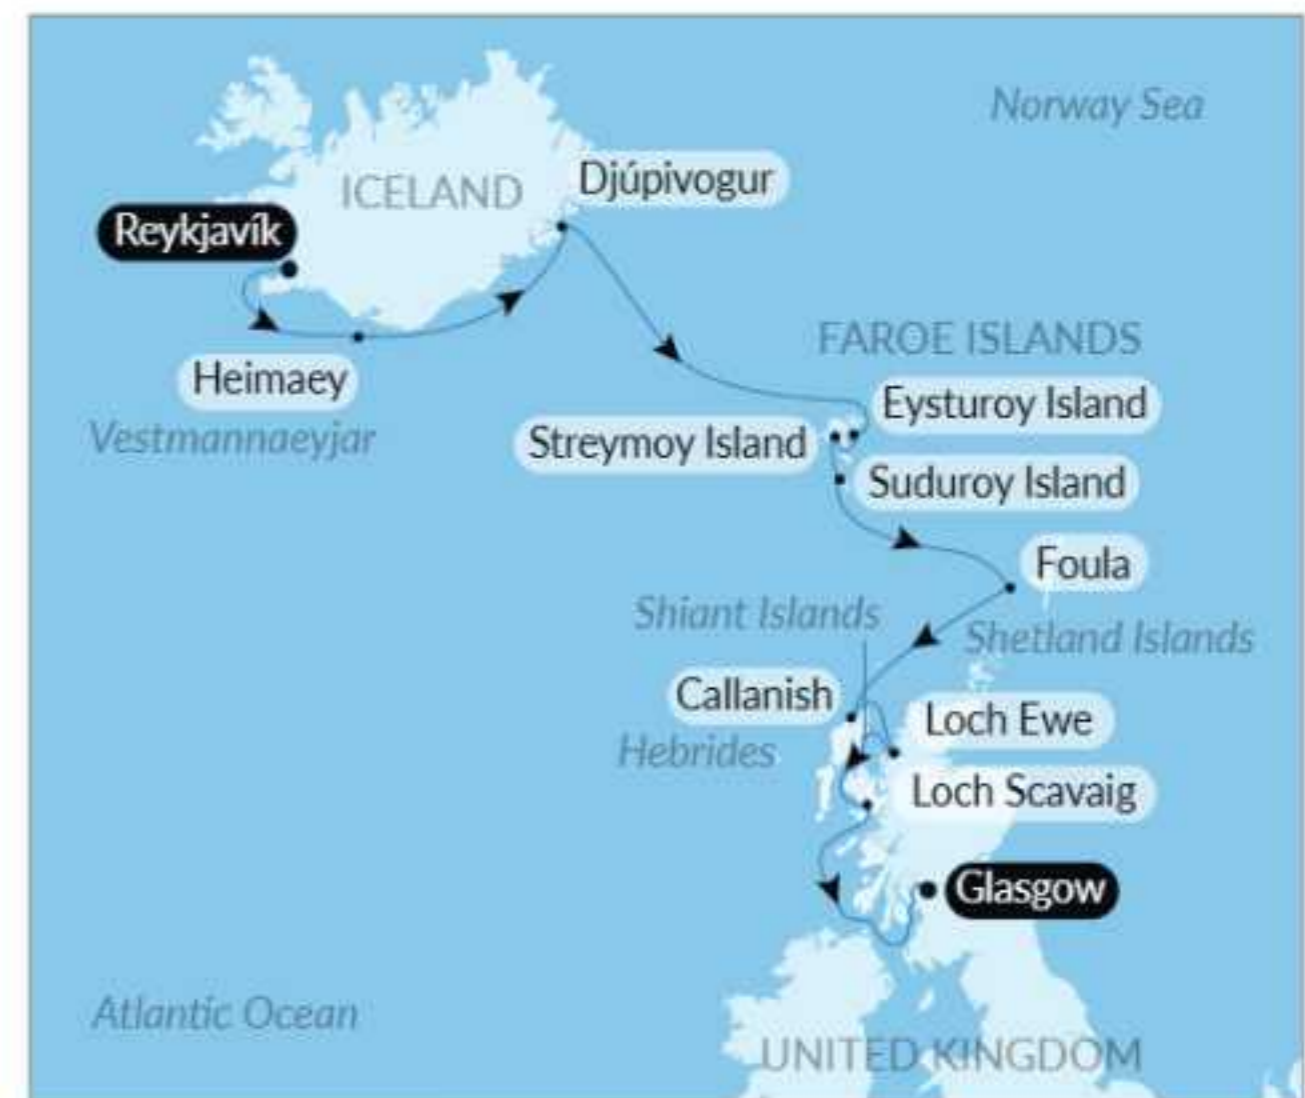 Norway Sea
Djúpivogur
ICELAND
Reykjavík
FAROE ISLANDS
Heimaey
Eysturoy Island
Vestmannaeyjar
Streymoy Island
Suduroy Island
Foula
Shiant Islands
Shetland Islands
Callanish
Loch Ewe
Hebrides
Loch Scavaig
Glasgow
Atlantic Ocean
UNITED KINGDOM